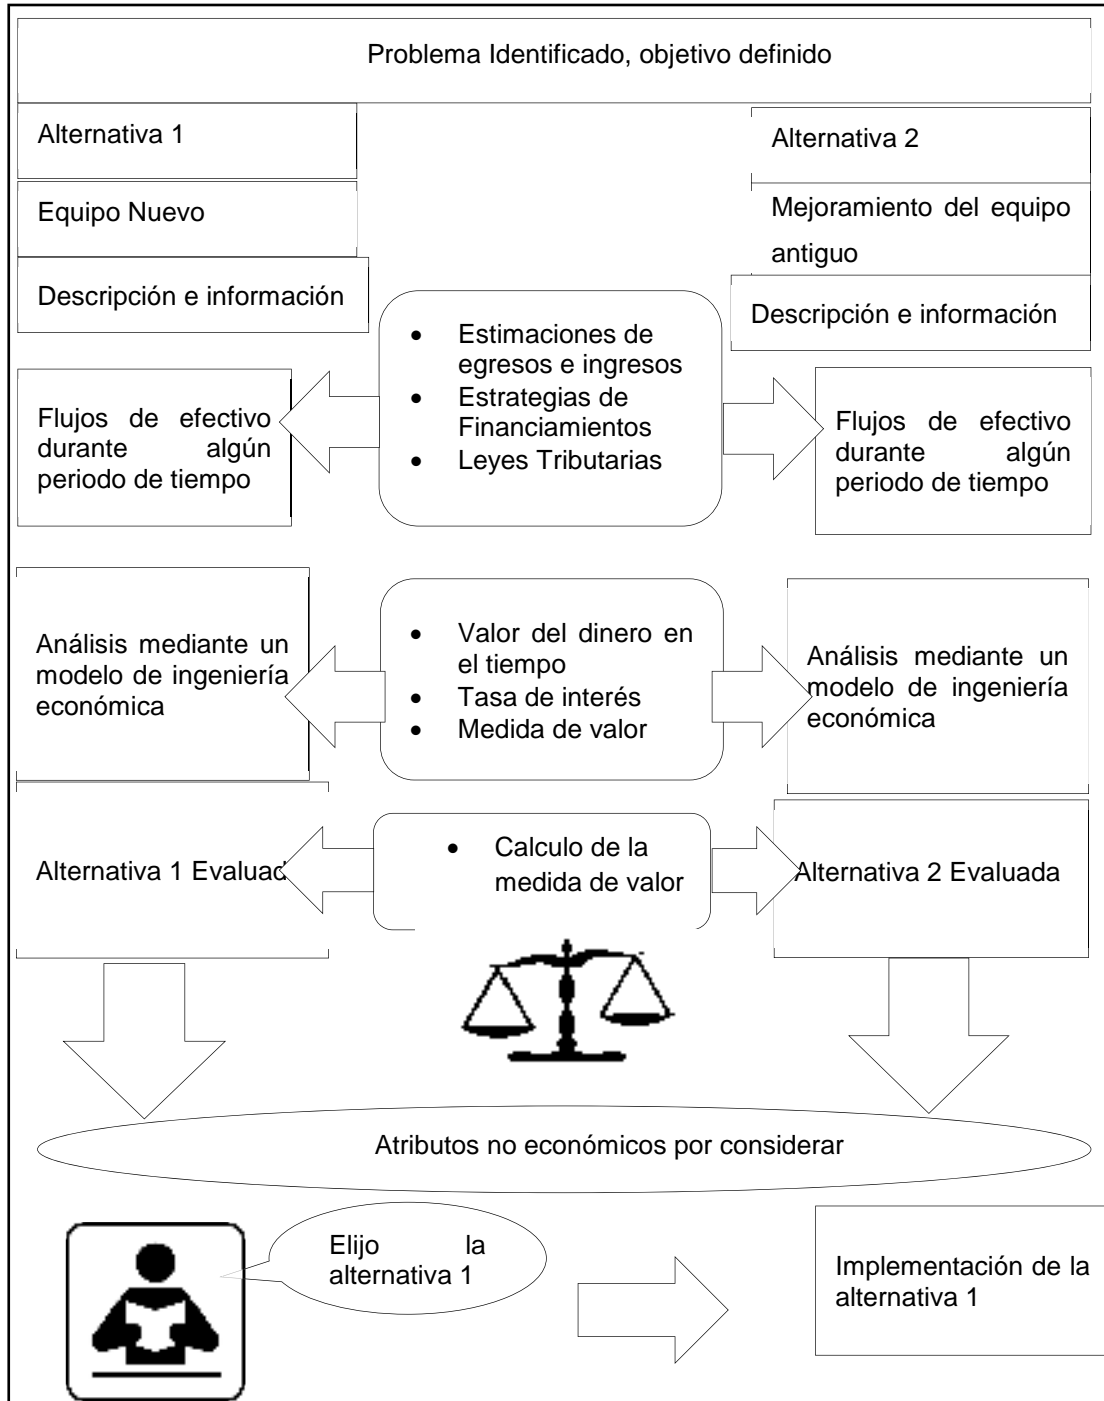 Problema Identificado, objetivo definido
Alternativa 1
Alternativa 2
Equipo Nuevo
Mejoramiento del equipo
antiguo
Descripción e información
Descripción e información
• Estimaciones de
egresos e ingresos
• Estrategias de
Financiamientos
• Leyes Tributarias
Flujos de efectivo
durante algún
periodo de tiempo
Flujos de efectivo
durante algún
periodo de tiempo
Análisis mediante un
modelo de ingeniería
económica
• Valor del dinero en
el tiempo
• Tasa de interés
• Medida de valor
Análisis mediante un
modelo de ingeniería
económica
Alternativa 1 Evaluad
• Calculo de la
medida de valor
Alternativa 2 Evaluada
Atributos no económicos por considerar
Elijo la
alternativa 1
Implementación de la
alternativa 1